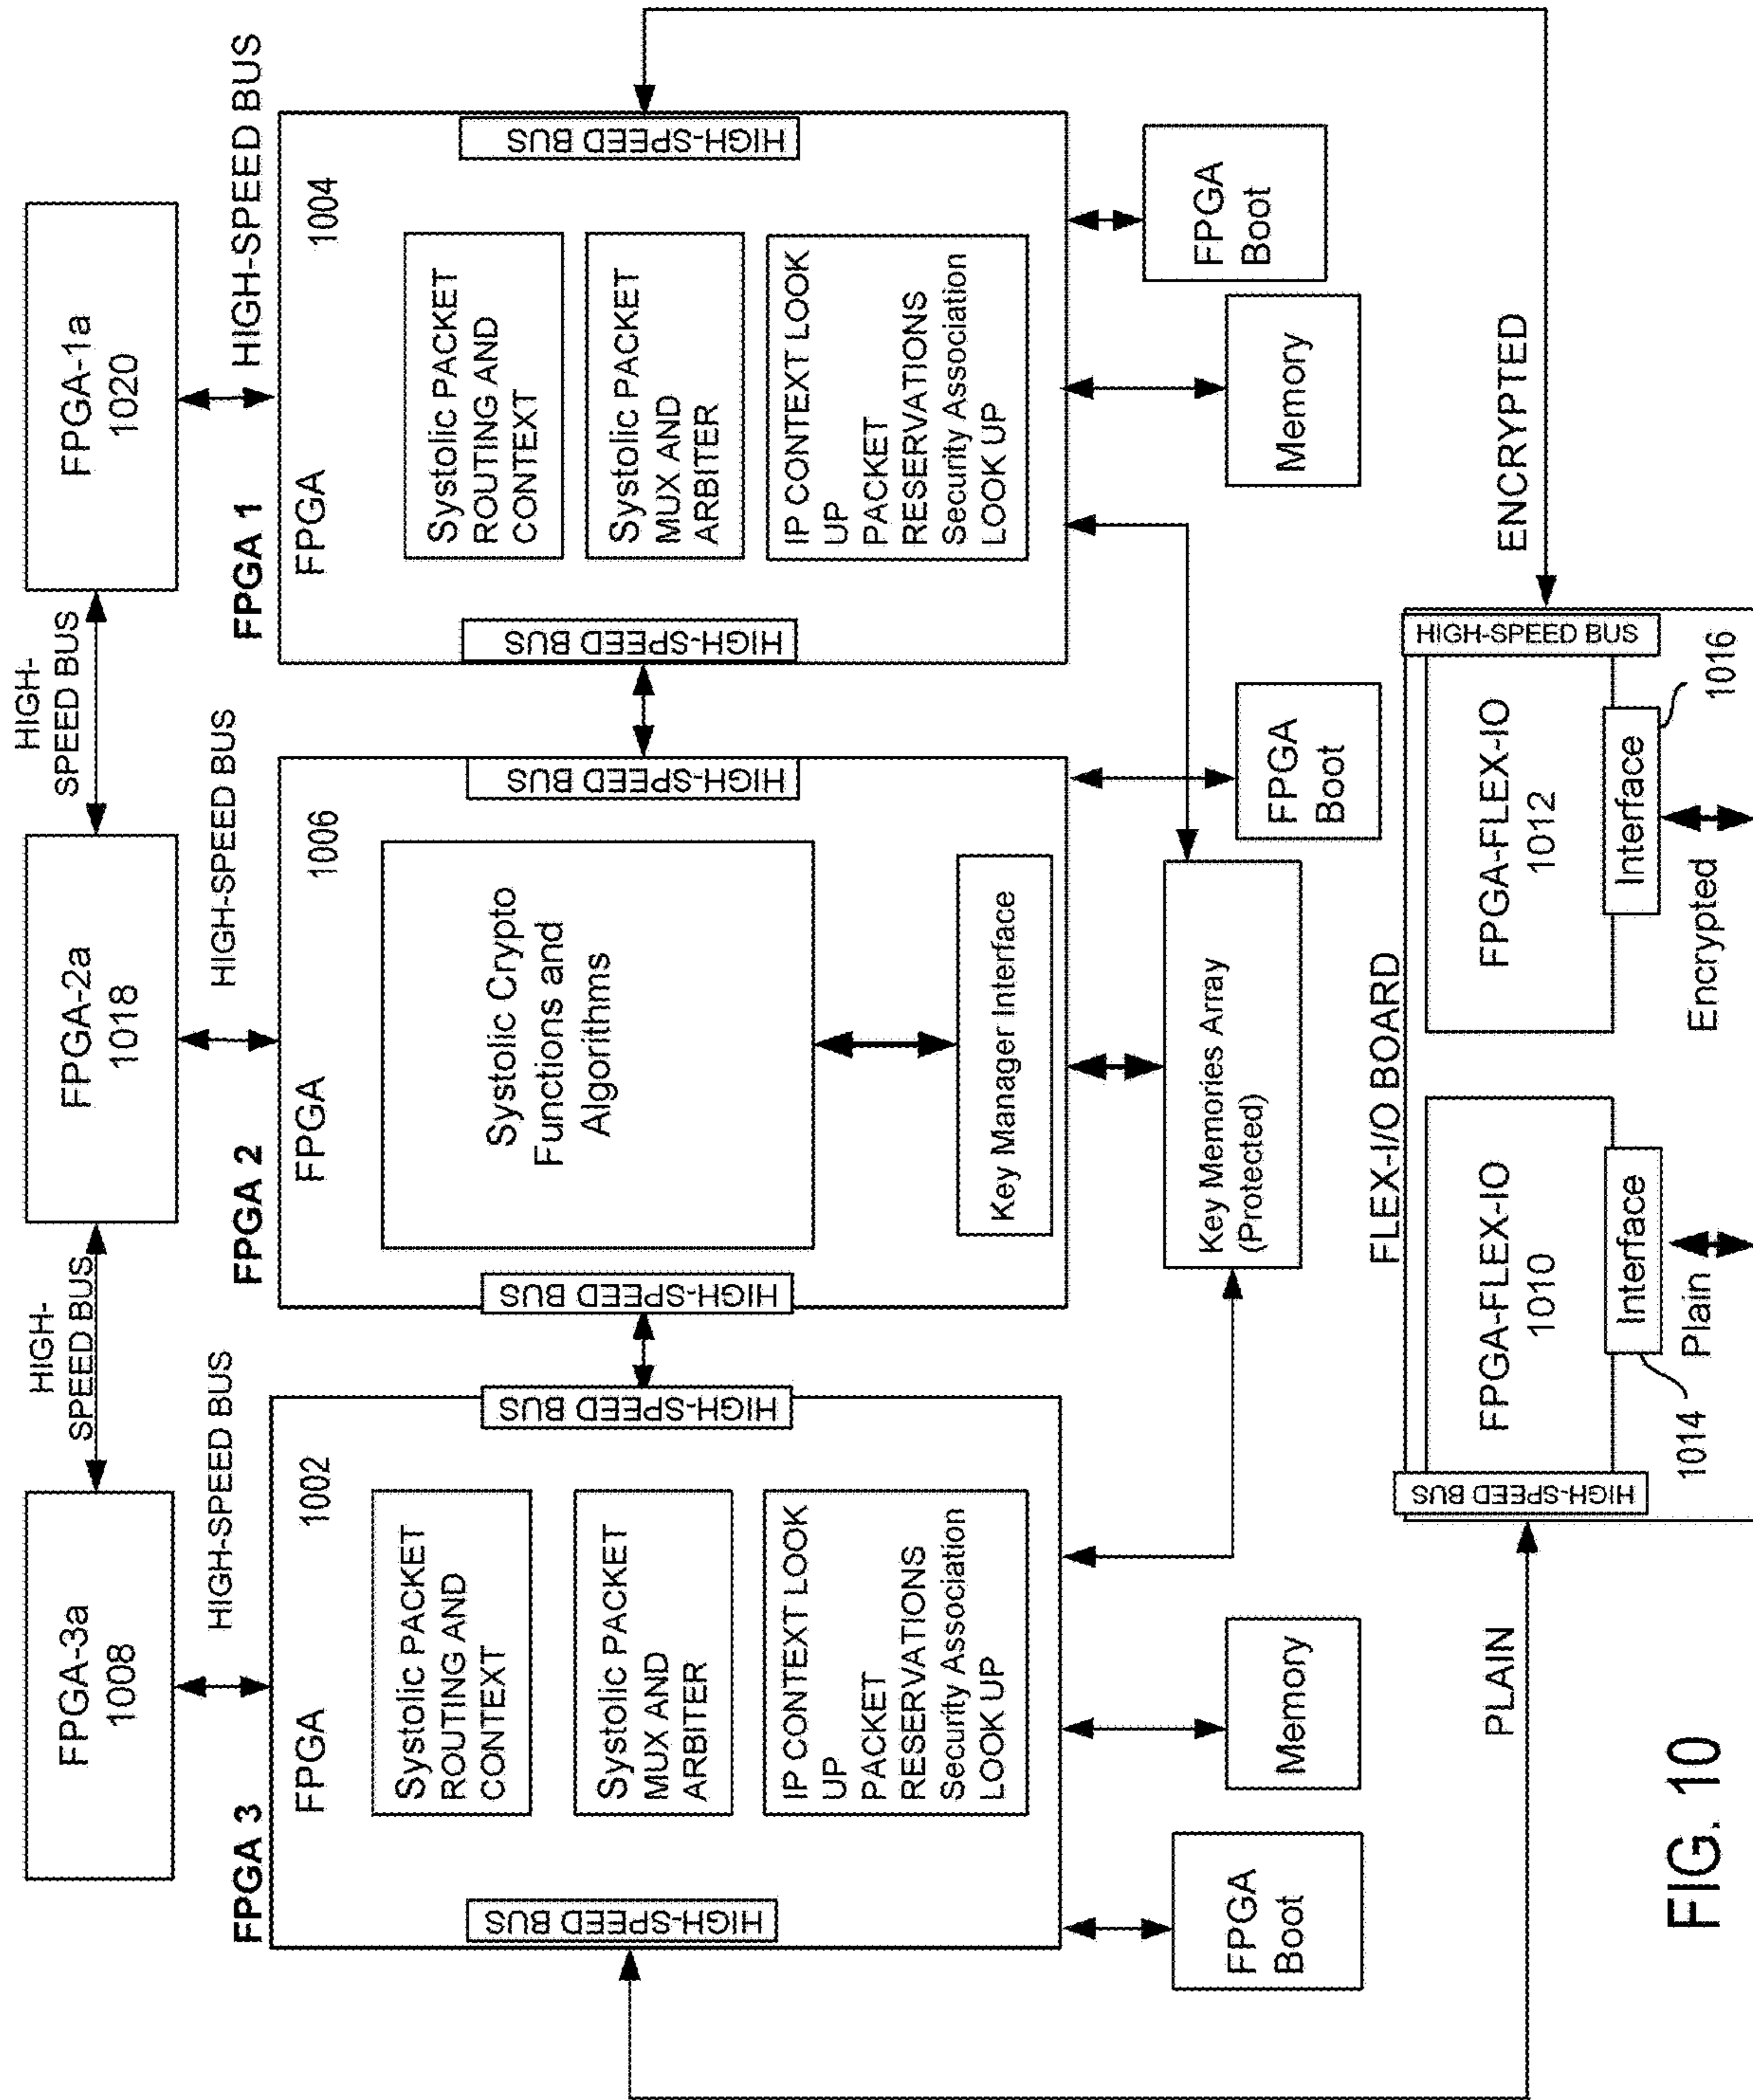 FPGA-3a
1008
HIGH-
SPEED BUS
FPGA-2a
1018
HIGH-
SPEED BUS
FPGA-1a
1020
HIGH-SPEED BUS
HIGH-SPEED BUS
HIGH-SPEED BUS
FPGA 3
FPGA
1002
Systolic PACKET
ROUTING AND
CONTEXT
Systolic PACKET
MUX AND
ARBITER
IP CONTEXT LOOK
UP
PACKET
RESERVATIONS
Security Association
LOOK UP
HIGH-SPEED BUS
HIGH-SPEED BUS
FPGA 2
FPGA
1006
Systolic Crypto
Functions and
Algorithms
Key Manager Interface
HIGH-SPEED BUS
HIGH-SPEED BUS
FPGA 1
FPGA
1004
Systolic PACKET
ROUTING AND
CONTEXT
Systolic PACKET
MUX AND
ARBITER
IP CONTEXT LOOK
UP
PACKET
RESERVATIONS
Security Association
LOOK UP
HIGH-SPEED BUS
HIGH-SPEED BUS
FPGA
Boot
Memory
Key Memories Array
(Protected)
FPGA
Boot
Memory
FPGA
Boot
PLAIN
ENCRYPTED
FLEX-I/O BOARD
HIGH-SPEED BUS
FPGA-FLEX-IO
1010
FPGA-FLEX-IO
1012
HIGH-SPEED BUS
1014
Interface
Interface
1016
Plain
Encrypted
FIG. 10